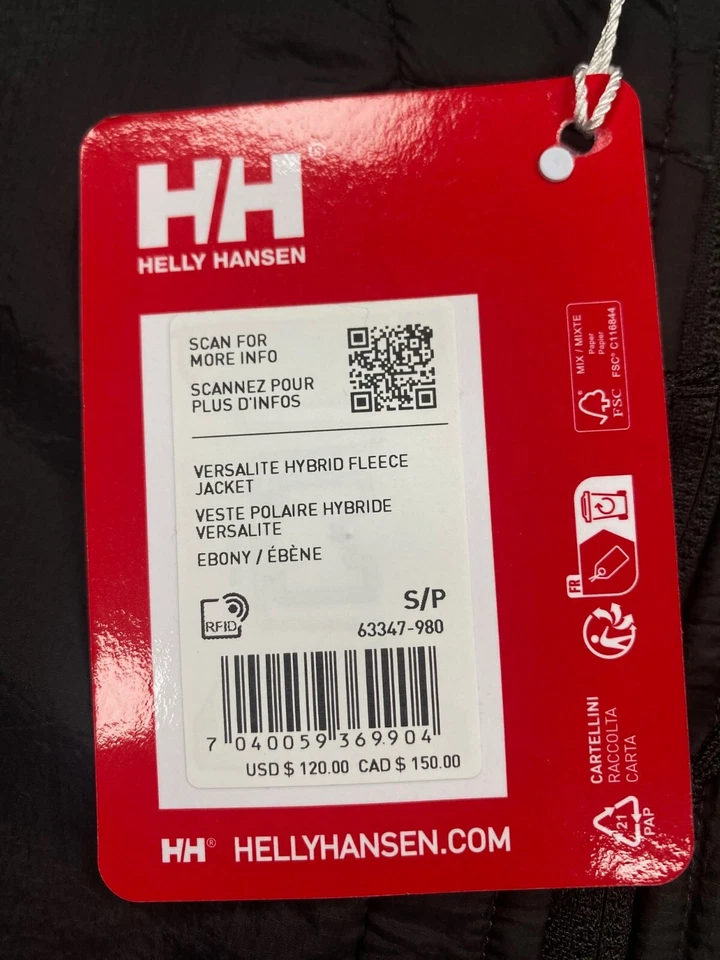 HH®
HELLY HANSEN
SCAN FOR
MORE INFO
SCANNEZ POUR
PLUS D'INFOS
VERSALITE HYBRID FLEECE
JACKET
VESTE POLAIRE HYBRIDE
VERSALITE
EBONY / ÉBÈNE
RFID
S/P
63347-980
7 040059 369904
USD $ 120.00 CAD $ 150.00
HH® HELLYHANSEN.COM
MIX / MIXTE
Paper
Papier
FSC® C116844
FSC
FR
CARTELLINI
RACCOLTA
CARTA
21
PAP